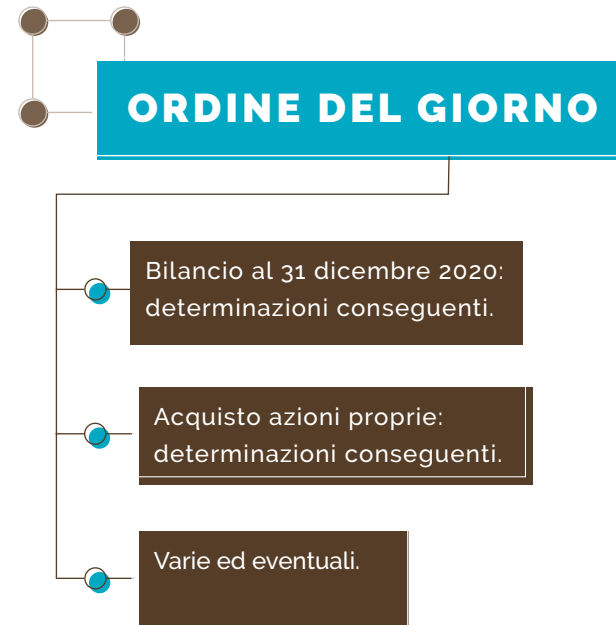 ORDINE DEL GIORNO
Bilancio al 31 dicembre 2020:
determinazioni conseguenti.
Acquisto azioni proprie:
determinazioni conseguenti.
Varie ed eventuali.